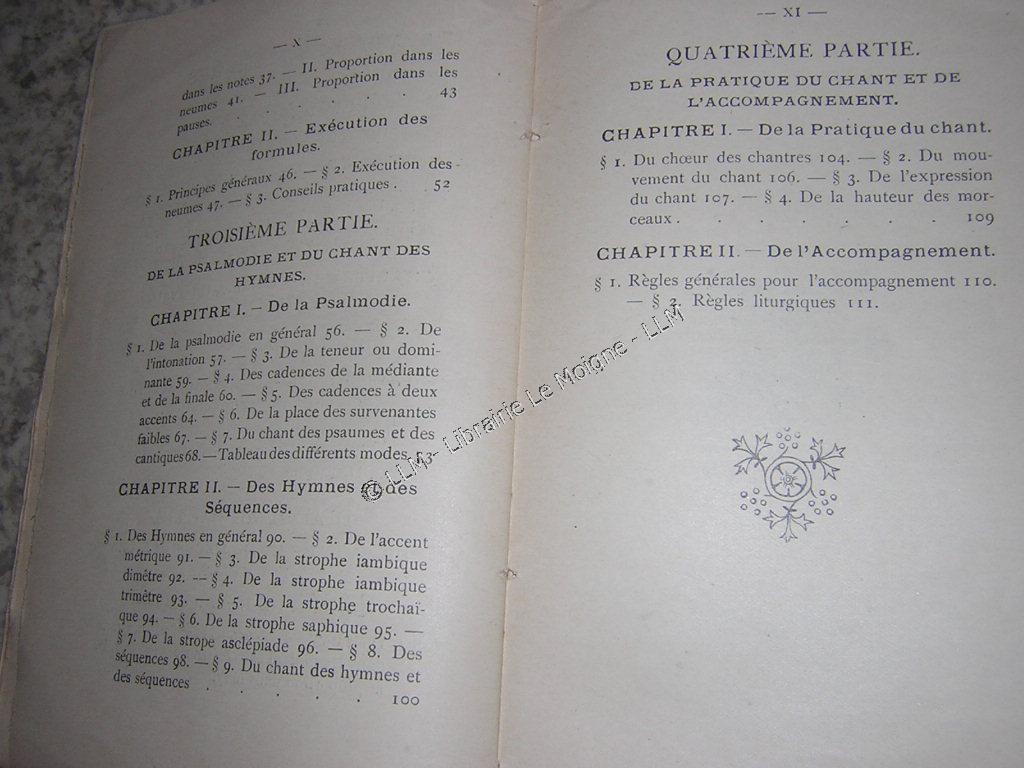 — X —
dans les notes 37. — II. Proportion dans les
neumes 41. — III. Proportion dans les
pauses. . . . . . . 43
CHAPITRE II. — Exécution des
formules.
§ 1. Principes généraux 46. — § 2. Exécution des
neumes 47. — § 3. Conseils pratiques . . 52
TROISIÈME PARTIE.
DE LA PSALMODIE ET DU CHANT DES
HYMNES.
CHAPITRE I. — De la Psalmodie.
§ 1. De la psalmodie en général 56. — § 2. De
l'intonation 57. — § 3. De la teneur ou domi-
nante 59. — § 4. Des cadences de la médiante
et de la finale 60. — § 5. Des cadences à deux
accents 64. — § 6. De la place des survenantes
faibles 67. — § 7. Du chant des psaumes et des
cantiques 68. — Tableau des différents modes. 53
CHAPITRE II. — Des Hymnes et des
Séquences.
§ 1. Des Hymnes en général 90. — § 2. De l'accent
métrique 91. — § 3. De la strophe iambique
dimètre 92. -- § 4. De la strophe iambique
trimètre 93. — § 5. De la strophe trochaï-
que 94. — § 6. De la strophe saphique 95. —
§ 7. De la strope asclépiade 96. — § 8. Des
séquences 98. — § 9. Du chant des hymnes et
des séquences . . . . . 100
— XI —
QUATRIÈME PARTIE.
DE LA PRATIQUE DU CHANT ET DE
L'ACCOMPAGNEMENT.
CHAPITRE I. — De la Pratique du chant.
§ 1. Du chœur des chantres 104. — § 2. Du mou-
vement du chant 106. — § 3. De l'expression
du chant 107. — § 4. De la hauteur des mor-
ceaux . . . . . . . . 109
CHAPITRE II. — De l'Accompagnement.
§ 1. Règles générales pour l'accompagnement 110.
— § 2. Règles liturgiques 111.
© LLM - Librairie Le Moigne - LLM